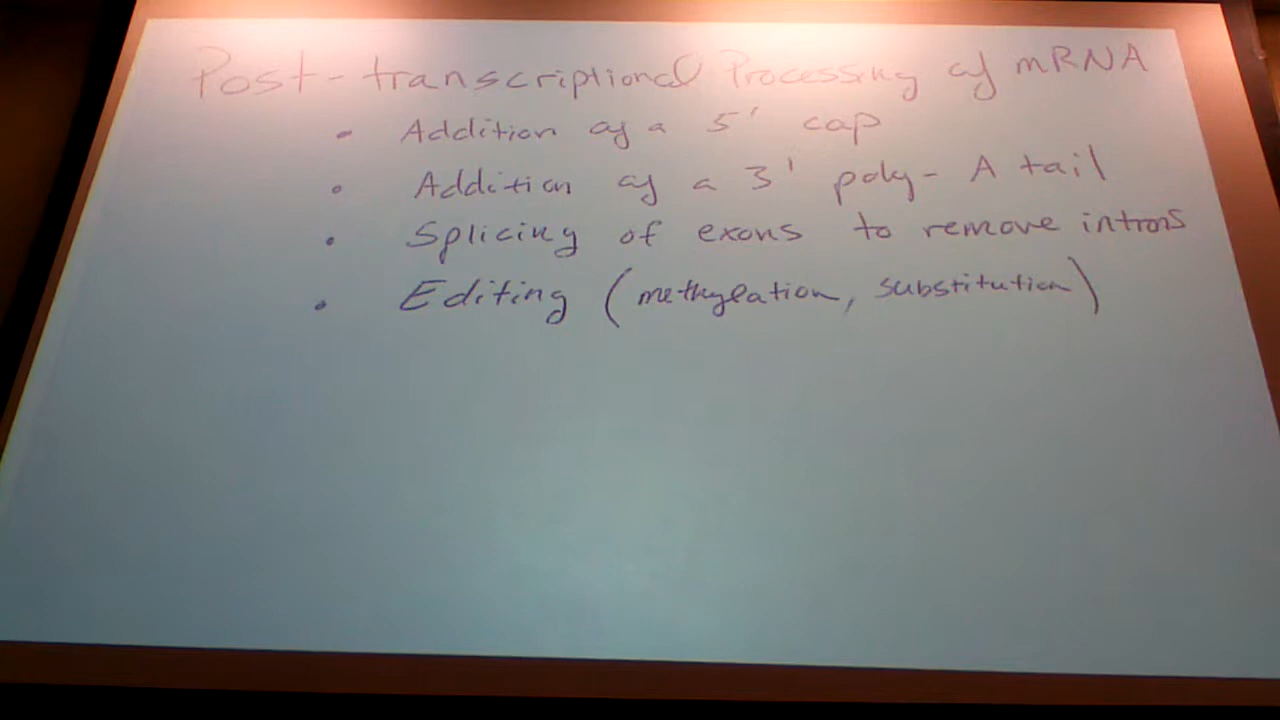 Post-transcriptional Processing of mRNA
• Addition of a 5' cap
• Addition of a 3' poly-A tail
• Splicing of exons to remove introns
• Editing (methylation, substitution)